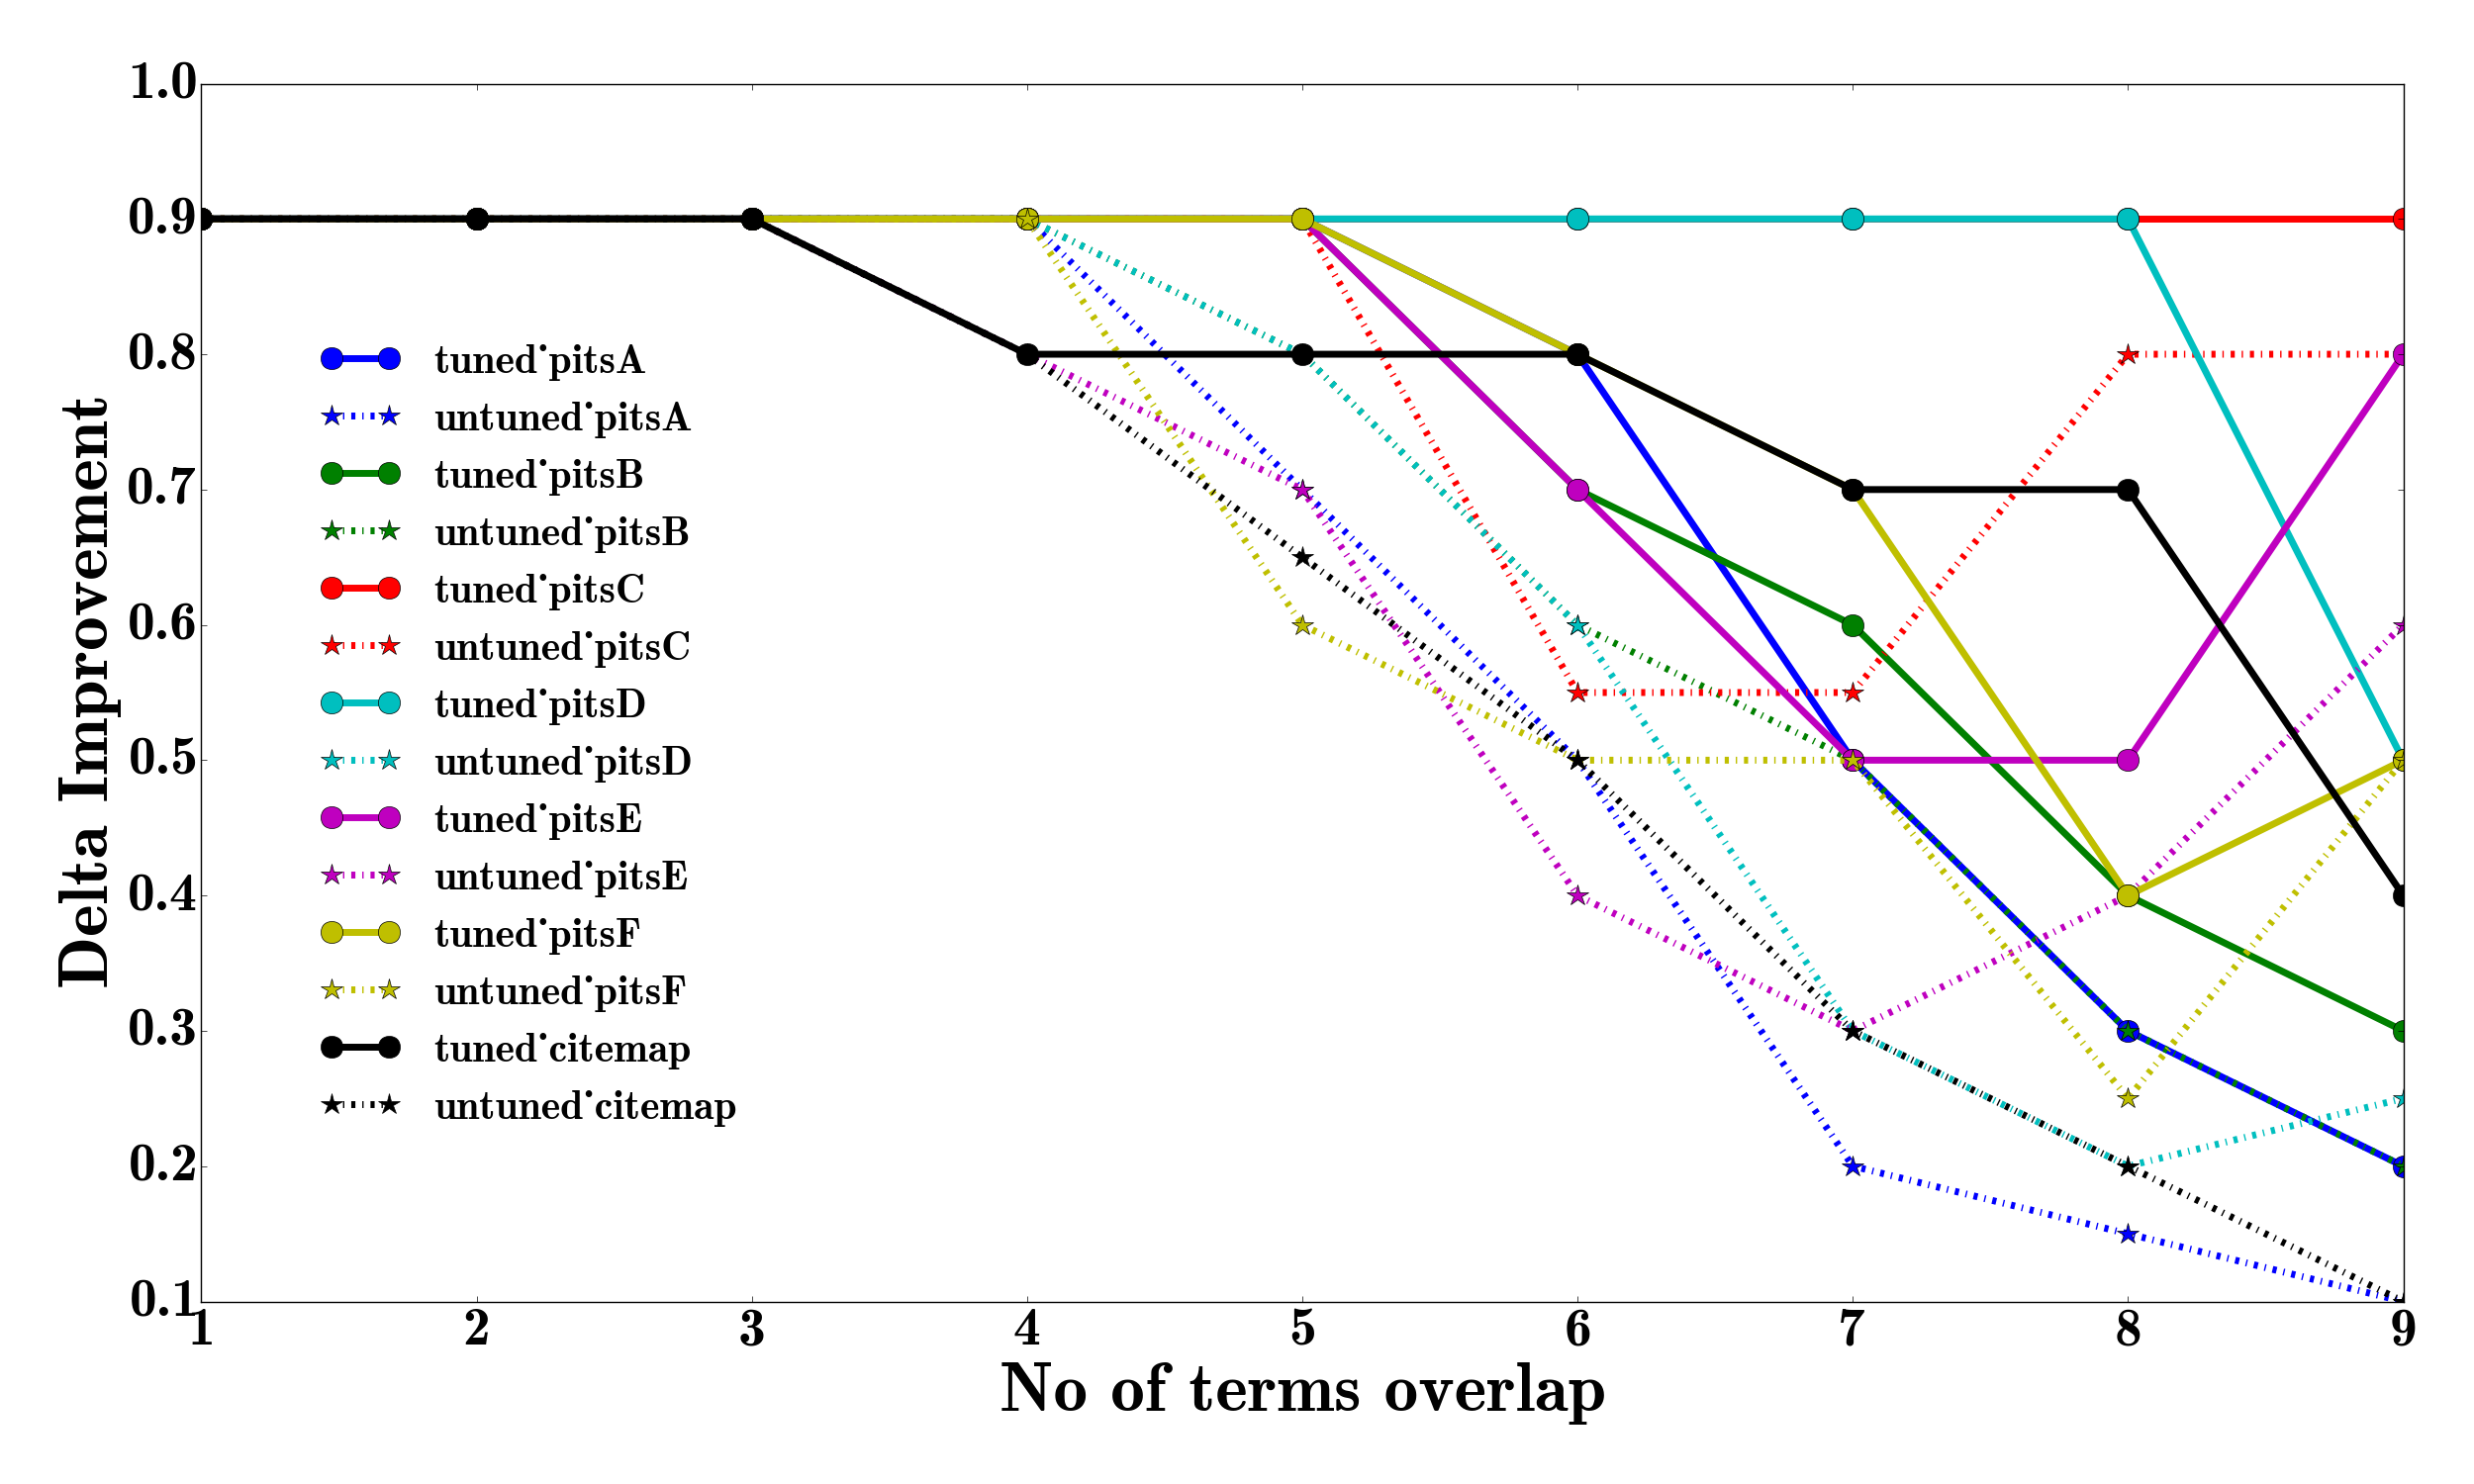 1.0
0.9
0.8
0.7
0.6
0.5
0.4
0.3
0.2
0.1
Delta Improvement
tuned˙pitsA
untuned˙pitsA
tuned˙pitsB
untuned˙pitsB
tuned˙pitsC
untuned˙pitsC
tuned˙pitsD
untuned˙pitsD
tuned˙pitsE
untuned˙pitsE
tuned˙pitsF
untuned˙pitsF
tuned˙citemap
untuned˙citemap
1 2 3 4 5 6 7 8 9
No of terms overlap